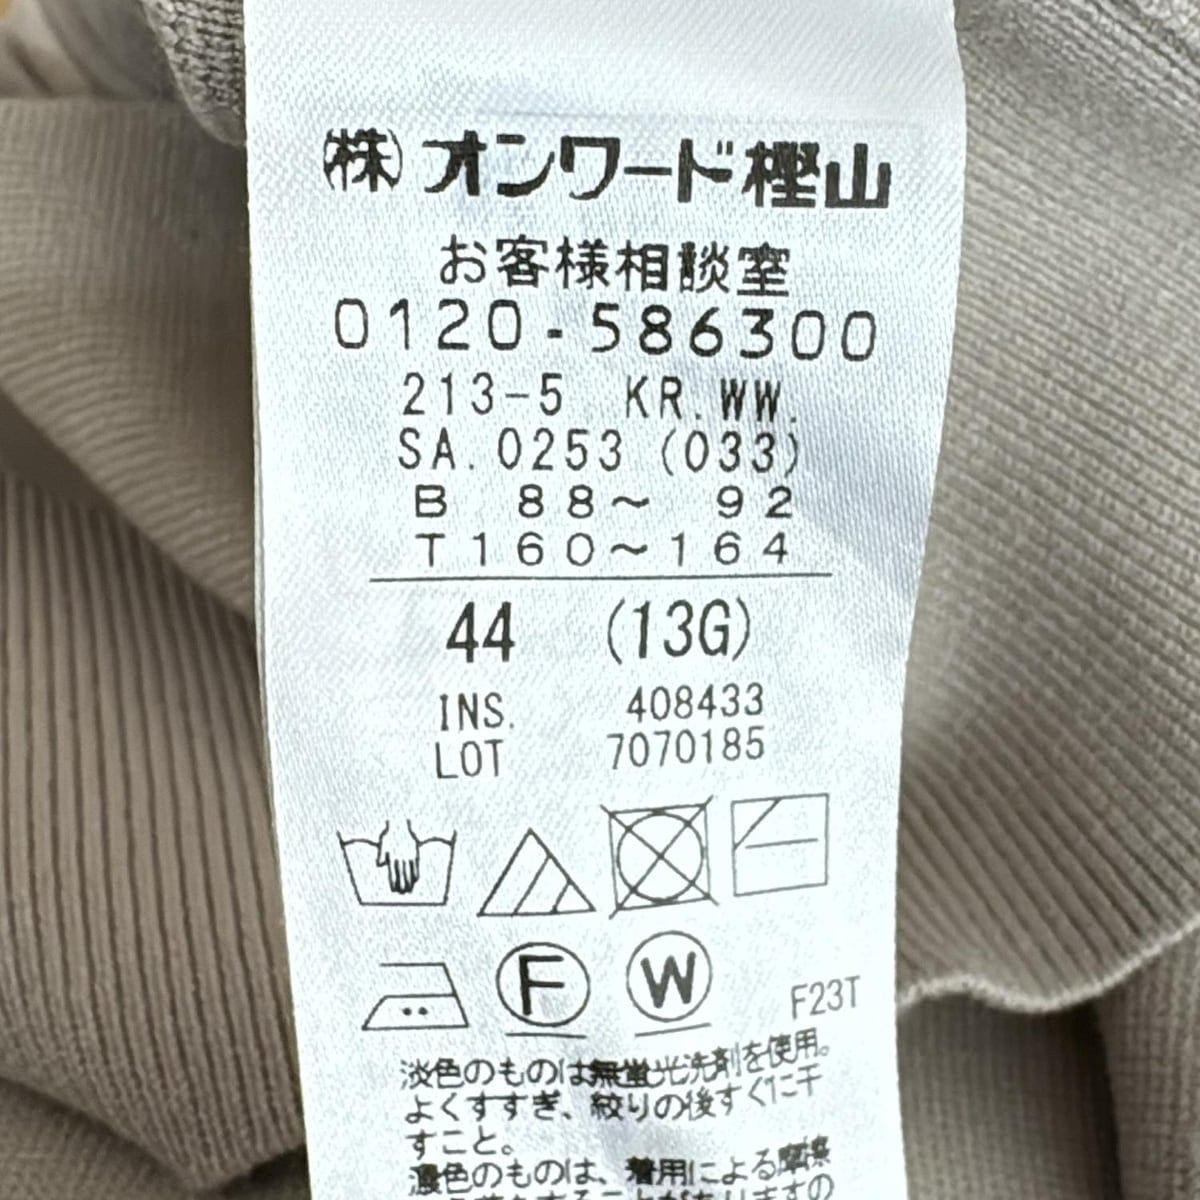 ㈱オンワード樫山
お客様相談室
0120-586300
213-5 KR.WW.
SA.0253(033)
B 88～ 92
T160～164
44 (13G)
INS. 408433
LOT 7070185
F W F23T
淡色のものは無蛍光洗剤を使用。
よくすすぎ、絞りの後すぐに干
すこと。
濃色のものは、着用による摩擦